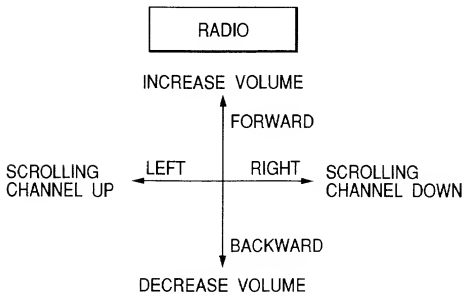 RADIO
INCREASE VOLUME
FORWARD
SCROLLING
CHANNEL UP
LEFT
RIGHT
SCROLLING
CHANNEL DOWN
BACKWARD
DECREASE VOLUME